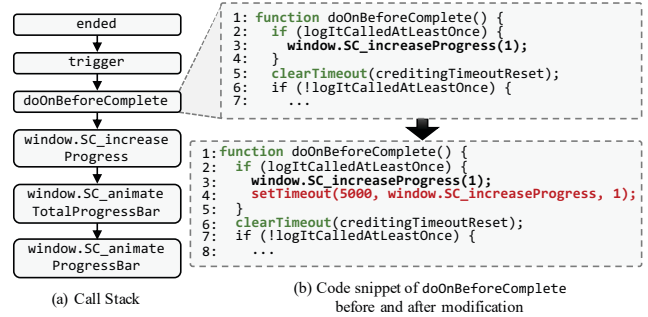 ended
trigger
doOnBeforeComplete
window.SC_increase
Progress
window.SC_animate
TotalProgressBar
window.SC_animate
ProgressBar
(a) Call Stack
1: function doOnBeforeComplete() {
2: if (logItCalledAtLeastOnce) {
3: window.SC_increaseProgress(1);
4: }
5: clearTimeout(creditingTimeoutReset);
6: if (!logItCalledAtLeastOnce) {
7: ...
1: function doOnBeforeComplete() {
2: if (logItCalledAtLeastOnce) {
3: window.SC_increaseProgress(1);
4: setTimeout(5000, window.SC_increaseProgress, 1);
5: }
6: clearTimeout(creditingTimeoutReset);
7: if (!logItCalledAtLeastOnce) {
8: ...
(b) Code snippet of doOnBeforeComplete
before and after modification